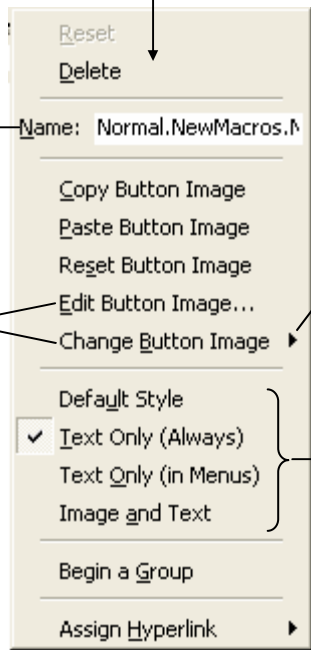 Reset
Delete
Name: Normal.NewMacros.
Copy Button Image
Paste Button Image
Reset Button Image
Edit Button Image...
Change Button Image
Default Style
Text Only (Always)
Text Only (in Menus)
Image and Text
Begin a Group
Assign Hyperlink